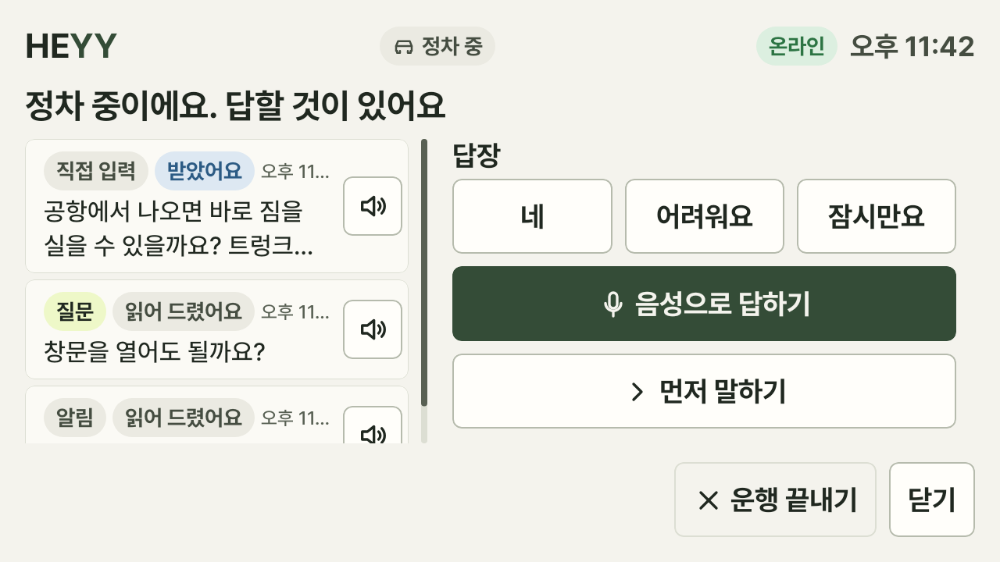 HEYY
정차 중
온라인
오후 11:42
정차 중이에요. 답할 것이 있어요
직접 입력
받았어요
오후 11...
공항에서 나오면 바로 짐을
실을 수 있을까요? 트렁크...
질문
읽어 드렸어요
오후 11...
창문을 열어도 될까요?
알림
읽어 드렸어요
오후 11...
답장
네
어려워요
잠시만요
음성으로 답하기
먼저 말하기
운행 끝내기
닫기